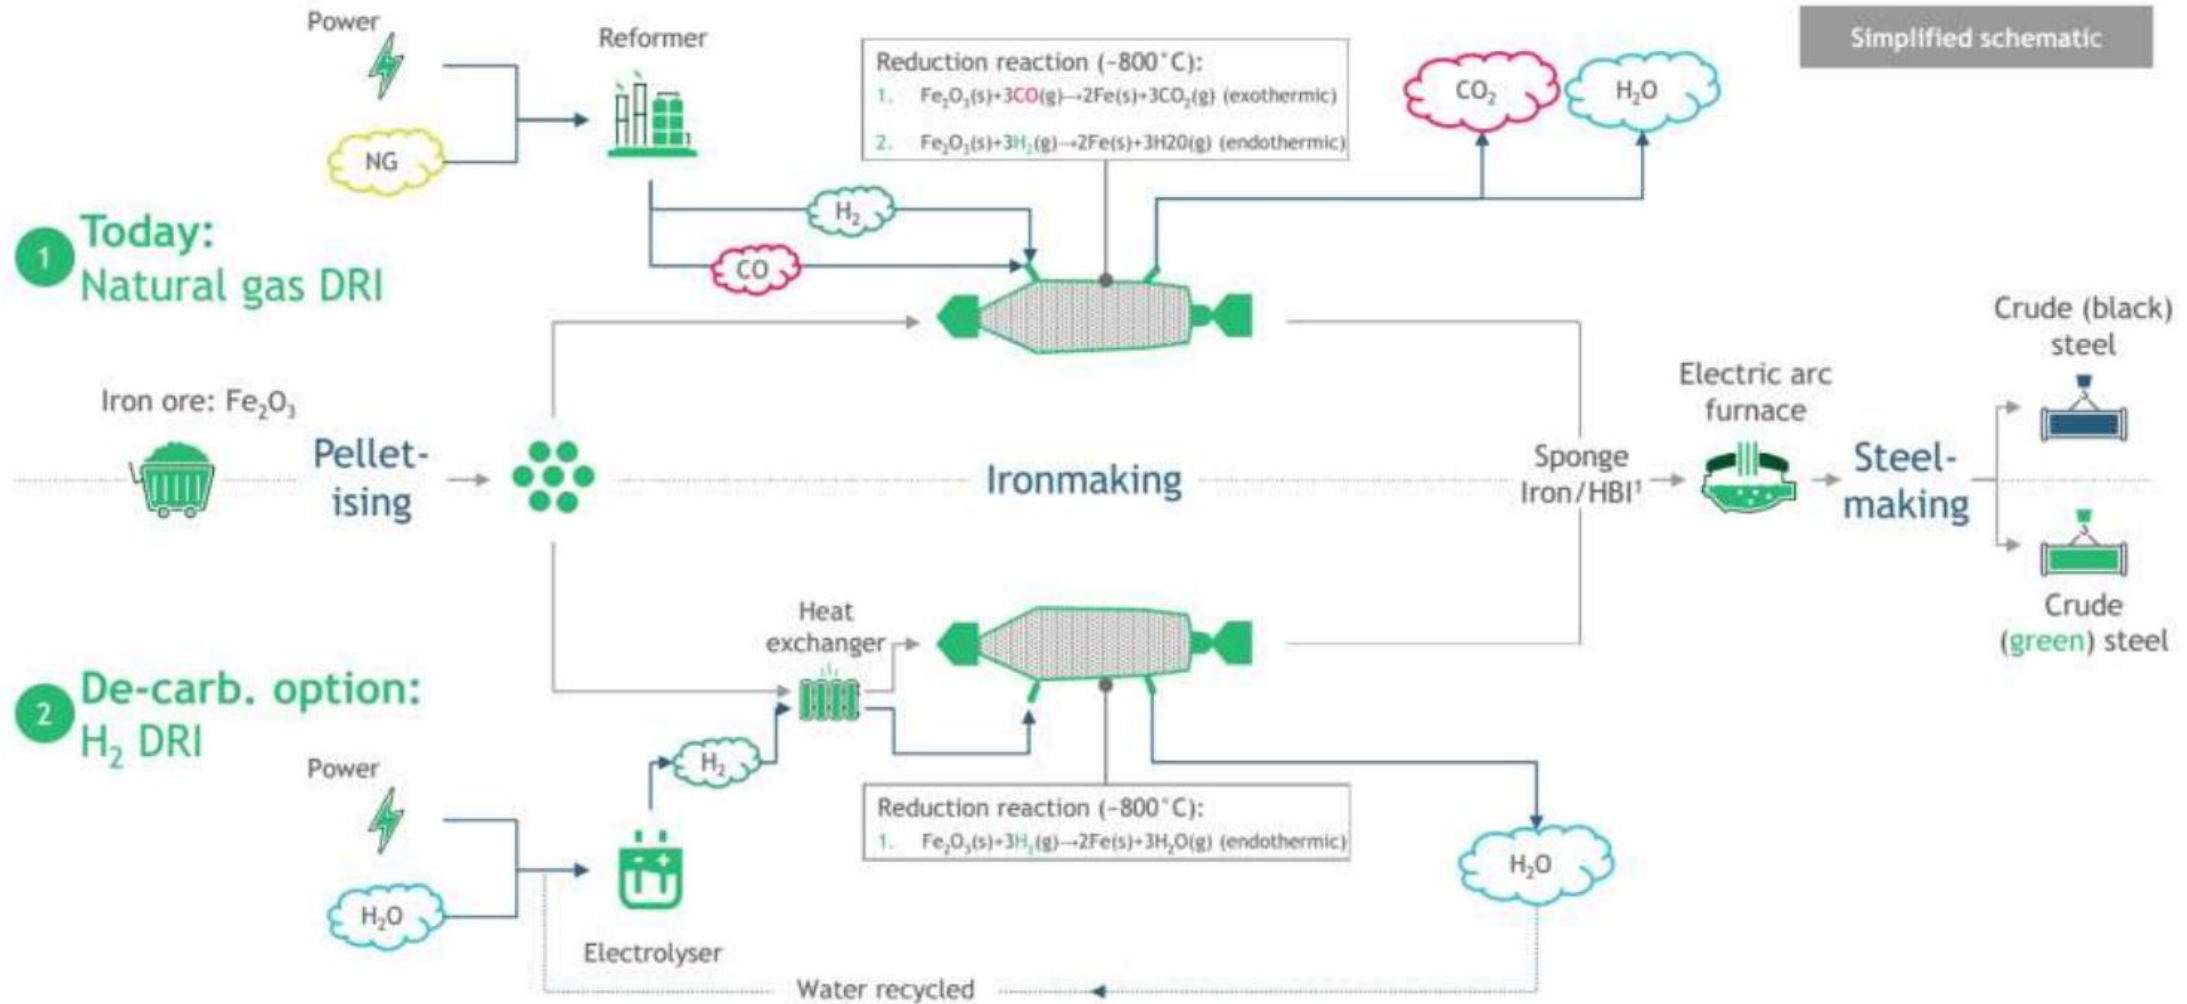 Simplified schematic
Power
NG
Reformer
Reduction reaction (~800°C):
1. Fe₂O₃(s)+3CO(g)→2Fe(s)+3CO₂(g) (exothermic)
2. Fe₂O₃(s)+3H₂(g)→2Fe(s)+3H20(g) (endothermic)
CO₂
H₂O
H₂
CO
1
Today:
Natural gas DRI
Iron ore: Fe₂O₃
Pellet-
ising
Ironmaking
Sponge
Iron/HBI¹
Electric arc
furnace
Steel-
making
Crude (black)
steel
Crude
(green) steel
2
De-carb. option:
H₂ DRI
Heat
exchanger
Power
H₂O
H₂
Electrolyser
Reduction reaction (~800°C):
1. Fe₂O₃(s)+3H₂(g)→2Fe(s)+3H₂O(g) (endothermic)
H₂O
Water recycled